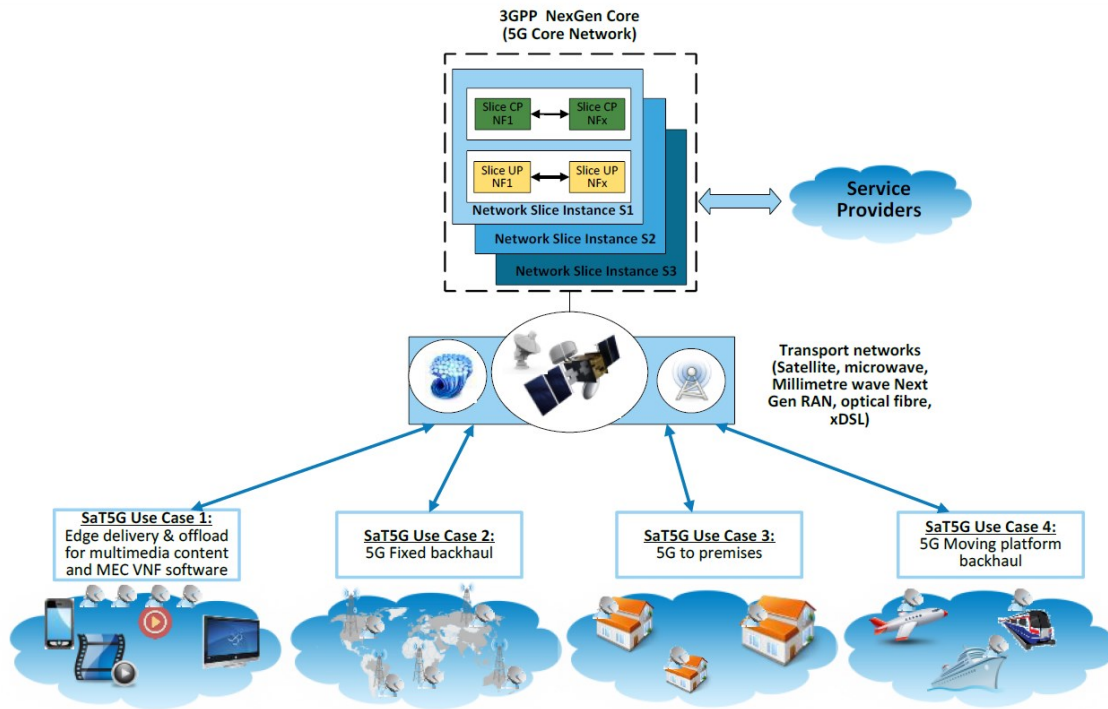 3GPP NexGen Core
(5G Core Network)
Slice CP
NF1
Slice CP
NFx
Slice UP
NF1
Slice UP
NFx
Network Slice Instance S1
Network Slice Instance S2
Network Slice Instance S3
Service
Providers
Transport networks
(Satellite, microwave,
Millimetre wave Next
Gen RAN, optical fibre,
xDSL)
SaT5G Use Case 1:
Edge delivery & offload
for multimedia content
and MEC VNF software
SaT5G Use Case 2:
5G Fixed backhaul
SaT5G Use Case 3:
5G to premises
SaT5G Use Case 4:
5G Moving platform
backhaul